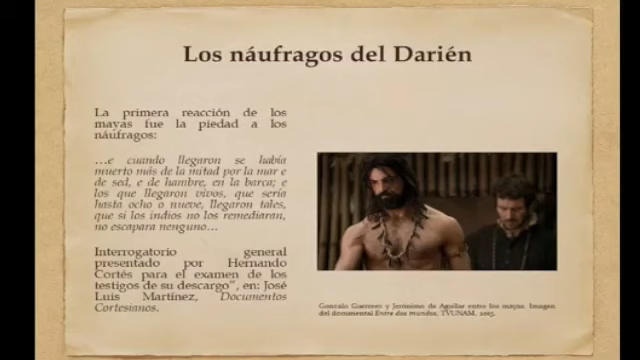 Los náufragos del Darién
La primera reacción de los
mayas fue la piedad a los
náufragos:
…e cuando llegaron se había
muerto más de la mitad por la mar e
de sed, e de hambre, en la barca; e
los que llegaron vivos, que sería
hasta ocho o nueve, llegaron tales,
que si los indios no los remediaran,
no escapara nenguno…
Interrogatorio general
presentado por Hernando
Cortés para el examen de los
testigos de su descargo", en: José
Luis Martínez, Documentos
Cortesianos.
Gonzalo Guerrero y Jerónimo de Aguilar entre los mayas. Imagen
del documental Entre dos mundos, TVUNAM,